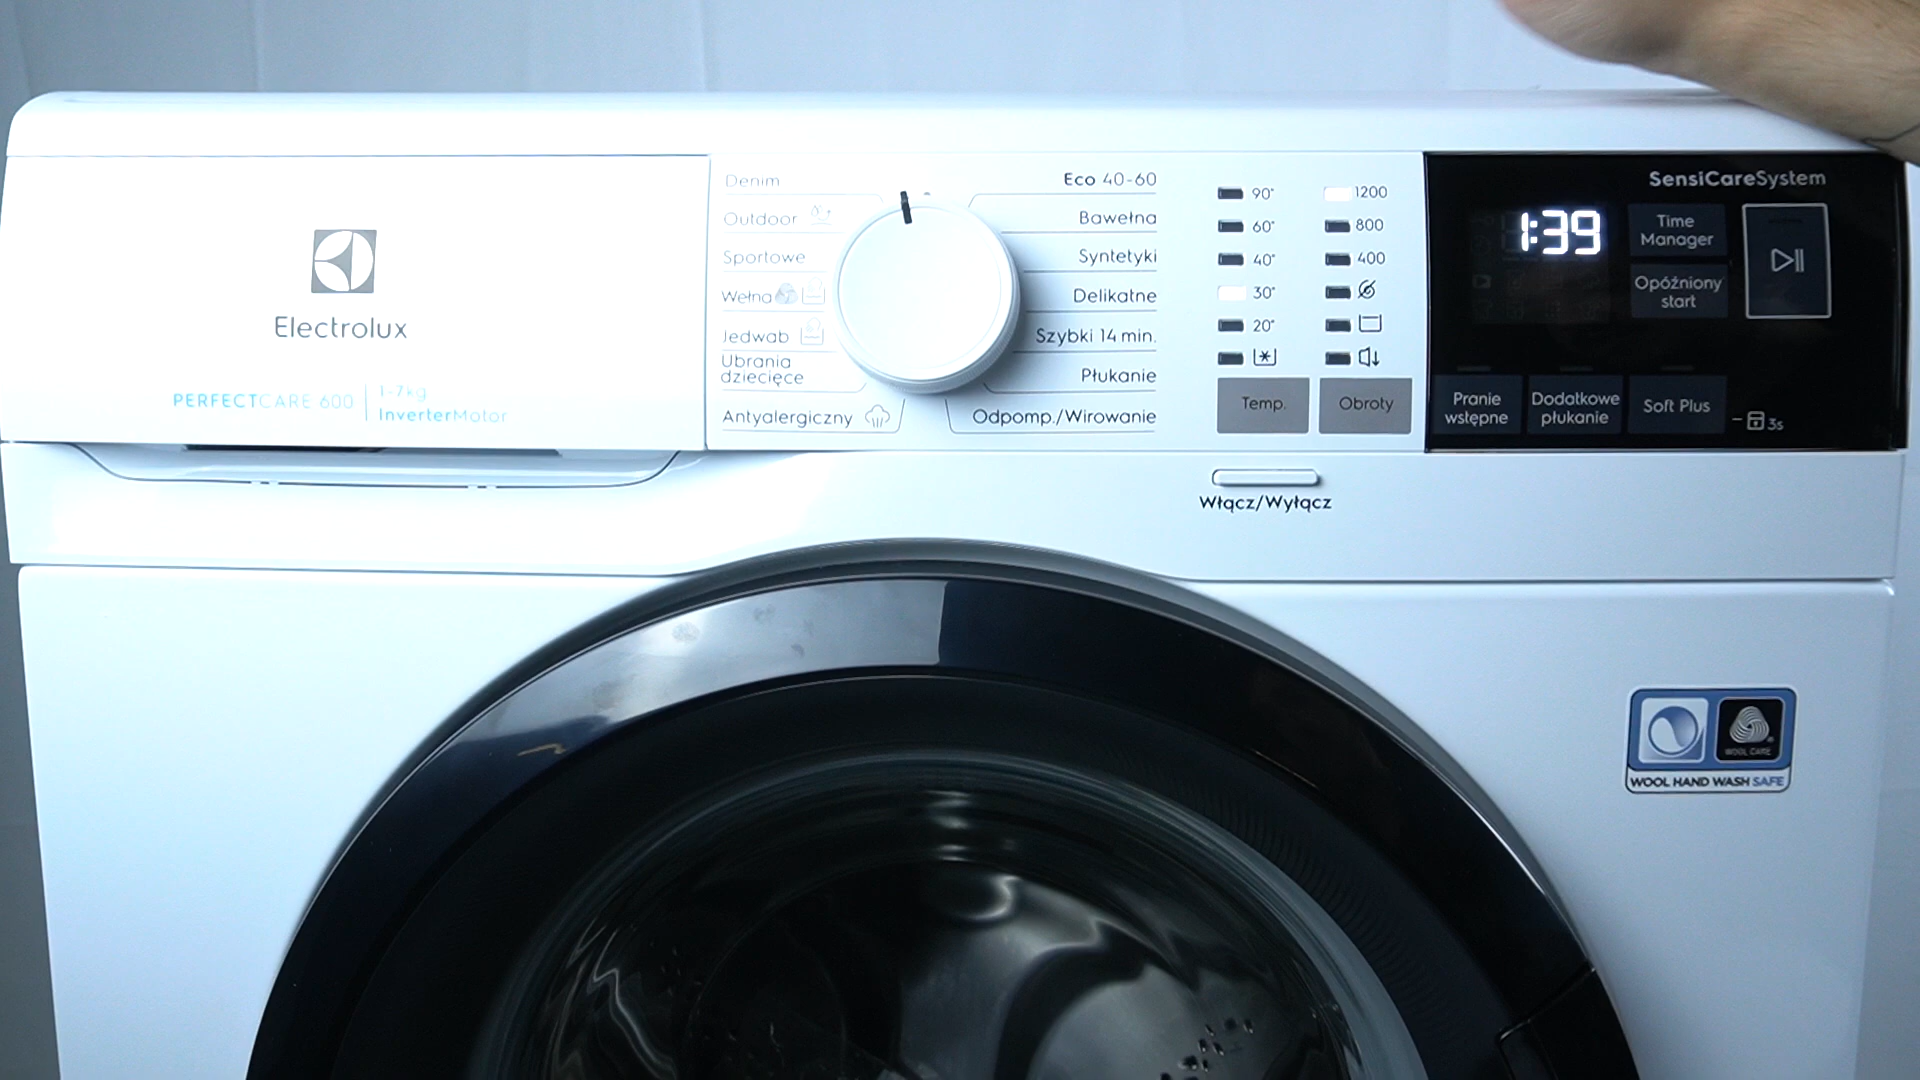 Electrolux
PERFECTCARE 600
1-7kg
InverterMotor
Denim
Outdoor
Sportowe
Wełna
Jedwab
Ubrania
dziecięce
Antyalergiczny
Eco 40-60
Bawełna
Syntetyki
Delikatne
Szybki 14 min.
Płukanie
Odpomp./Wirowanie
90°
60°
40°
30°
20°
Temp.
1200
800
400
Obroty
SensiCareSystem
1:39
Time
Manager
Opóźniony
start
Pranie
wstępne
Dodatkowe
płukanie
Soft Plus
3s
Włącz/Wyłącz
WOOL CARE
WOOL HAND WASH SAFE